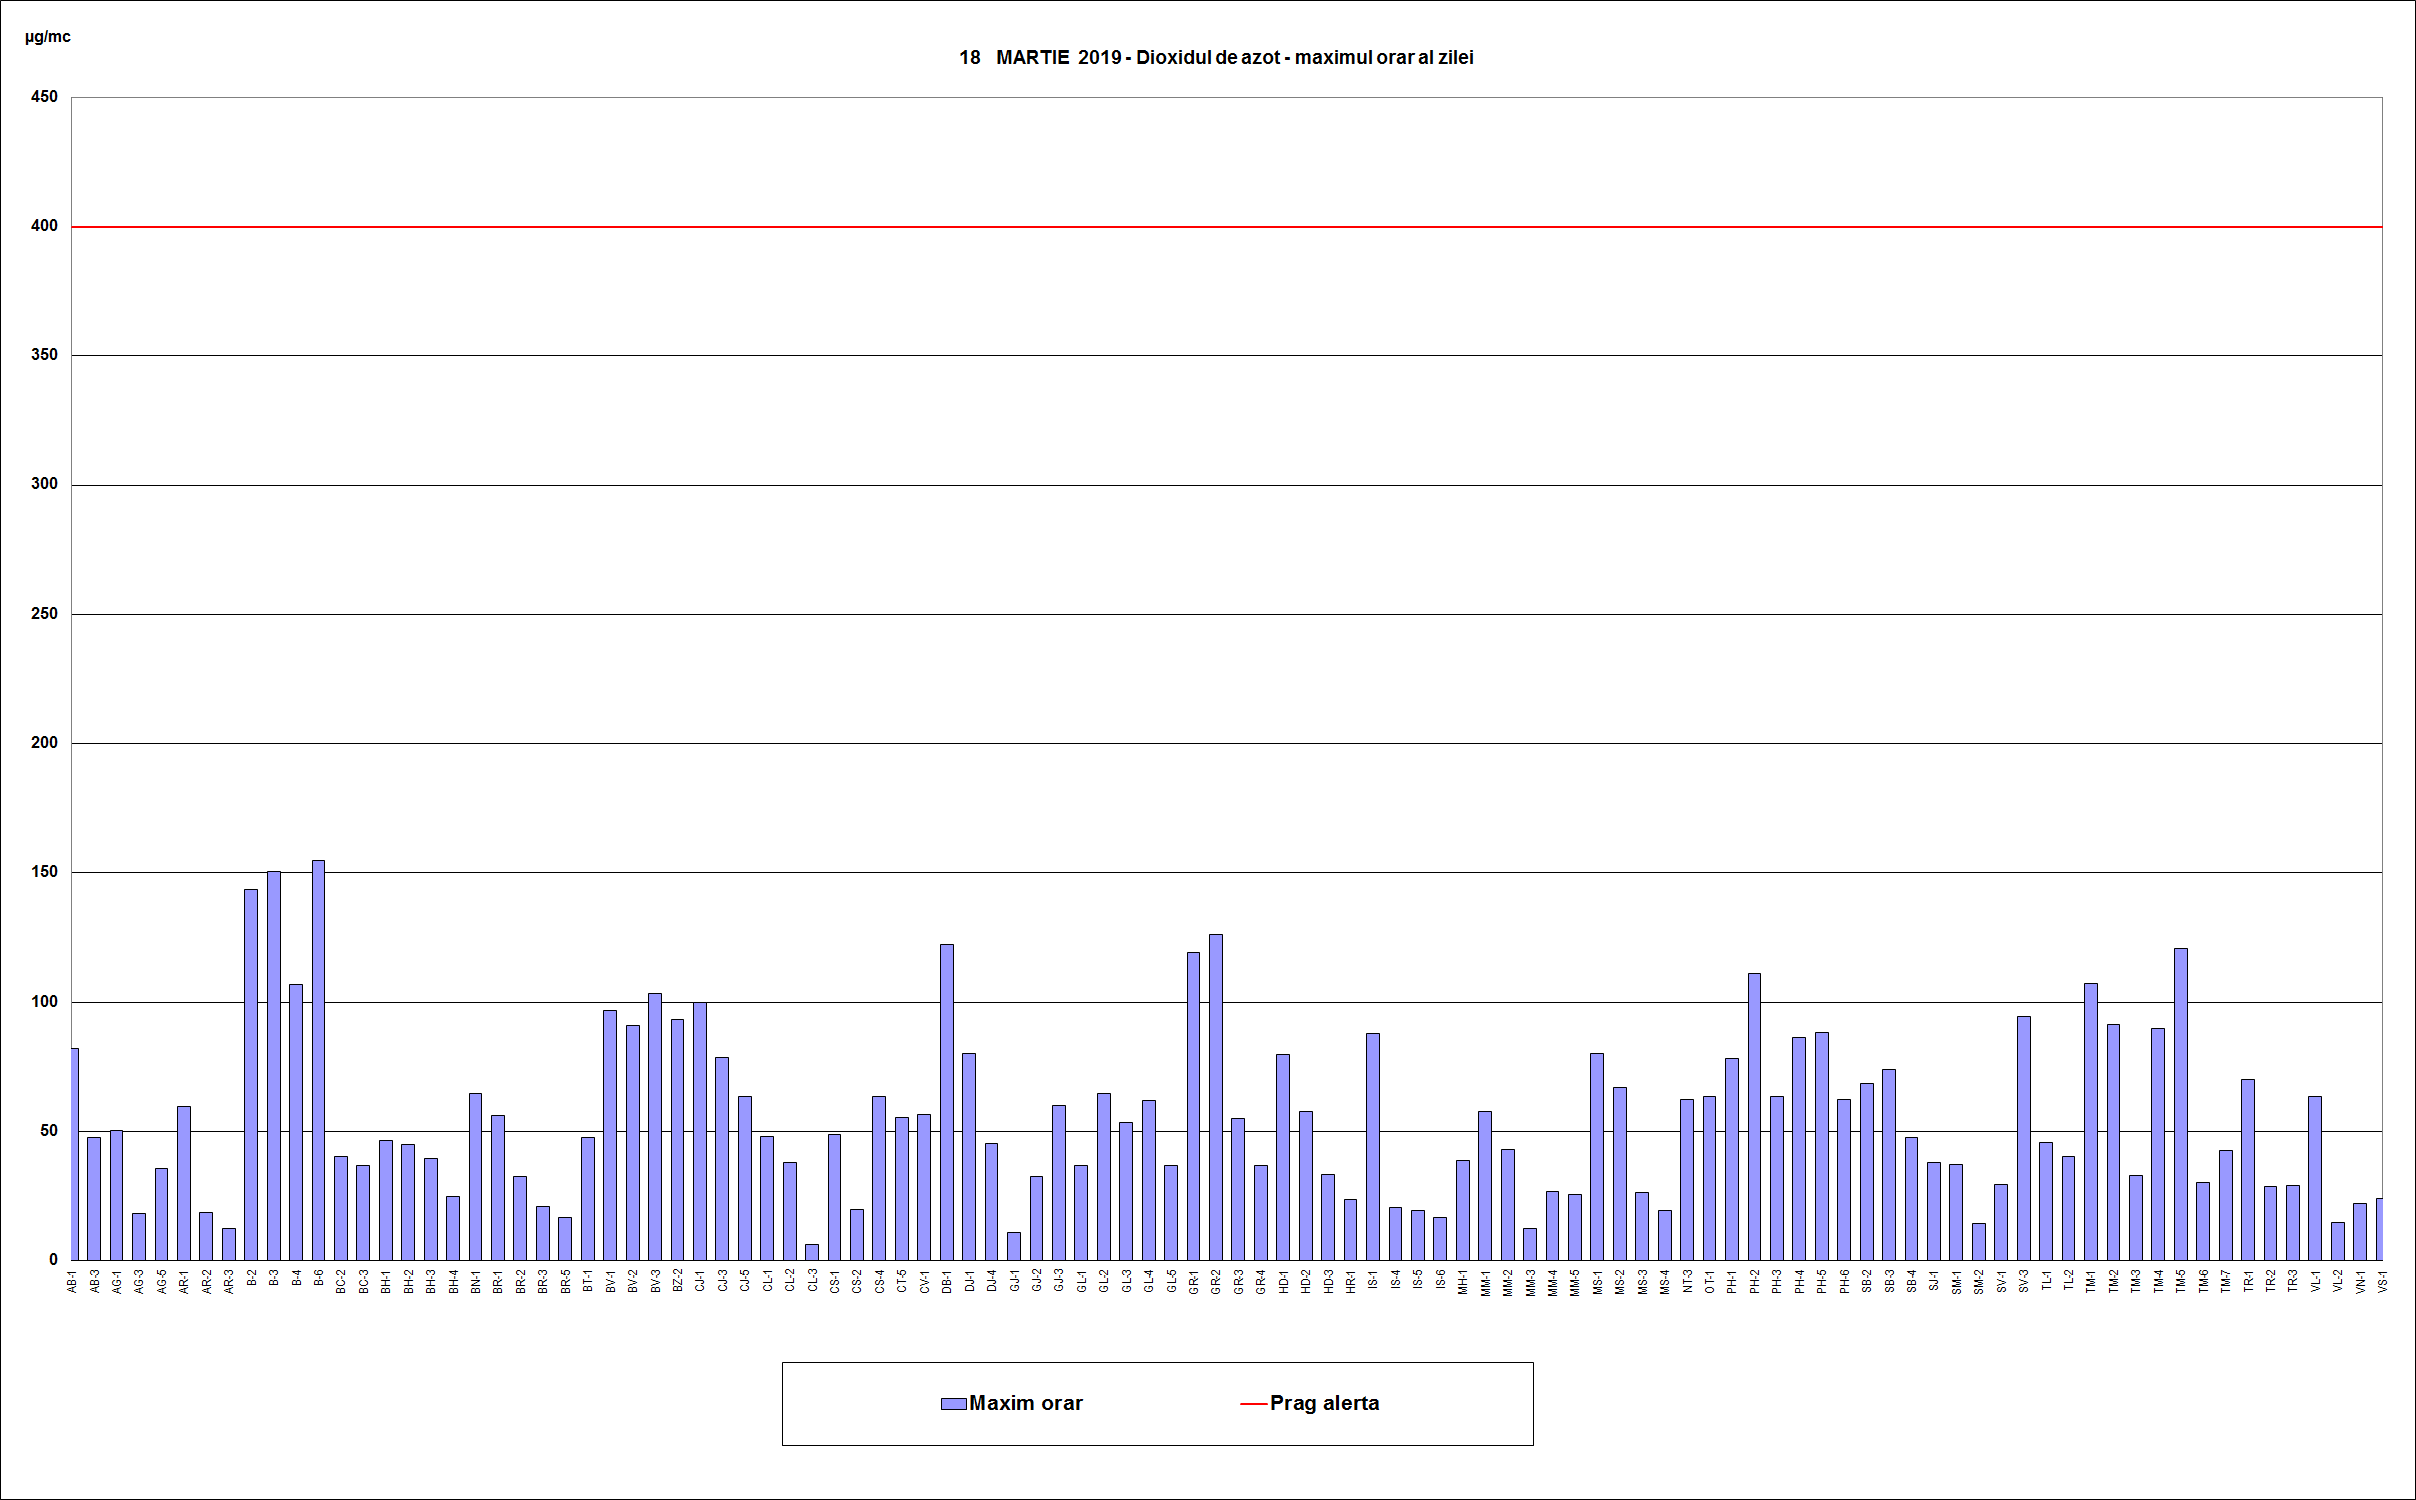 µg/mc
18 MARTIE 2019 - Dioxidul de azot - maximul orar al zilei
450
400
350
300
250
200
150
100
50
0
AB-1 AB-3 AG-1 AG-3 AG-5 AR-1 AR-2 AR-3 B-2 B-3 B-4 B-6 BC-2 BC-3 BH-1 BH-2 BH-3 BH-4 BN-1 BR-1 BR-2 BR-3 BR-5 BT-1 BV-1 BV-2 BV-3 BZ-2 CJ-1 CJ-3 CJ-5 CL-1 CL-2 CL-3 CS-1 CS-2 CS-4 CT-5 CV-1 DB-1 DJ-1 DJ-4 GJ-1 GJ-2 GJ-3 GL-1 GL-2 GL-3 GL-4 GL-5 GR-1 GR-2 GR-3 GR-4 HD-1 HD-2 HD-3 HR-1 IS-1 IS-4 IS-5 IS-6 MH-1 MM-1 MM-2 MM-3 MM-4 MM-5 MS-1 MS-2 MS-3 MS-4 NT-3 OT-1 PH-1 PH-2 PH-3 PH-4 PH-5 PH-6 SB-2 SB-3 SB-4 SJ-1 SM-1 SM-2 SV-1 SV-3 TL-1 TL-2 TM-1 TM-2 TM-3 TM-4 TM-5 TM-6 TM-7 TR-1 TR-2 TR-3 VL-1 VL-2 VN-1 VS-1
Maxim orar Prag alerta